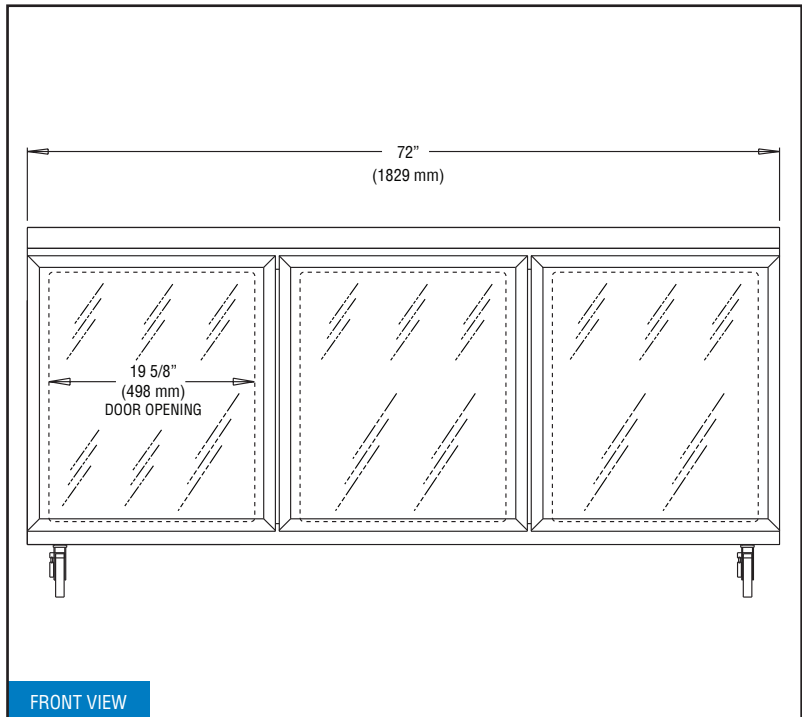 72”
(1829 mm)
19 5/8”
(498 mm)
DOOR OPENING
FRONT VIEW